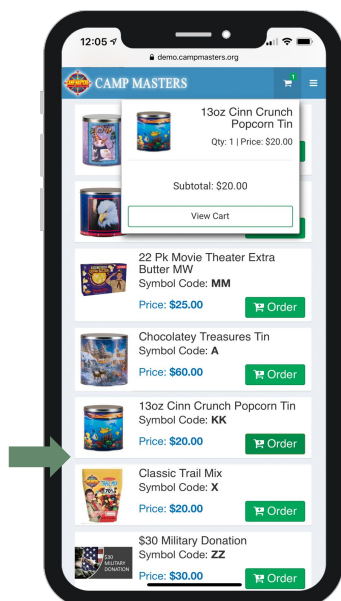 12:05
demo.campmasters.org
CAMP MASTERS
1
13oz Cinn Crunch
Popcorn Tin
Qty: 1 | Price: $20.00
Subtotal: $20.00
View Cart
22 Pk Movie Theater Extra
Butter MW
Symbol Code: MM
Price: $25.00
Order
Chocolatey Treasures Tin
Symbol Code: A
Price: $60.00
Order
13oz Cinn Crunch Popcorn Tin
Symbol Code: KK
Price: $20.00
Order
Classic Trail Mix
Symbol Code: X
Price: $20.00
Order
$30 Military Donation
Symbol Code: ZZ
$30
MILITARY
DONATION
Price: $30.00
Order